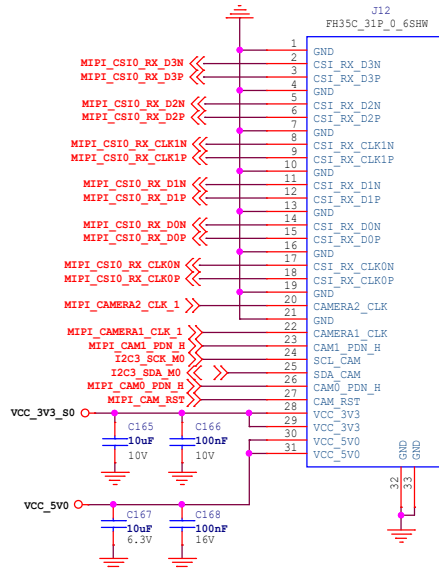 J12
FH35C_31P_0_6SHW
1 GND
MIPI_CSI0_RX_D3N 2 CSI_RX_D3N
MIPI_CSI0_RX_D3P 3 CSI_RX_D3P
4 GND
MIPI_CSI0_RX_D2N 5 CSI_RX_D2N
MIPI_CSI0_RX_D2P 6 CSI_RX_D2P
7 GND
MIPI_CSI0_RX_CLK1N 8 CSI_RX_CLK1N
MIPI_CSI0_RX_CLK1P 9 CSI_RX_CLK1P
10 GND
MIPI_CSI0_RX_D1N 11 CSI_RX_D1N
MIPI_CSI0_RX_D1P 12 CSI_RX_D1P
13 GND
MIPI_CSI0_RX_D0N 14 CSI_RX_D0N
MIPI_CSI0_RX_D0P 15 CSI_RX_D0P
16 GND
MIPI_CSI0_RX_CLK0N 17 CSI_RX_CLK0N
MIPI_CSI0_RX_CLK0P 18 CSI_RX_CLK0P
19 GND
MIPI_CAMERA2_CLK_1 20 CAMERA2_CLK
21 GND
MIPI_CAMERA1_CLK_1 22 CAMERA1_CLK
MIPI_CAM1_PDN_H 23 CAM1_PDN_H
I2C3_SCK_M0 24 SCL_CAM
I2C3_SDA_M0 25 SDA_CAM
MIPI_CAM0_PDN_H 26 CAM0_PDN_H
MIPI_CAM_RST 27 CAM_RST
VCC_3V3_S0 28 VCC_3V3
29 VCC_3V3
30 VCC_5V0
31 VCC_5V0
C165 C166
10uF 100nF
10V 10V
GND GND
32 33
VCC_5V0
C167 C168
10uF 100nF
6.3V 16V